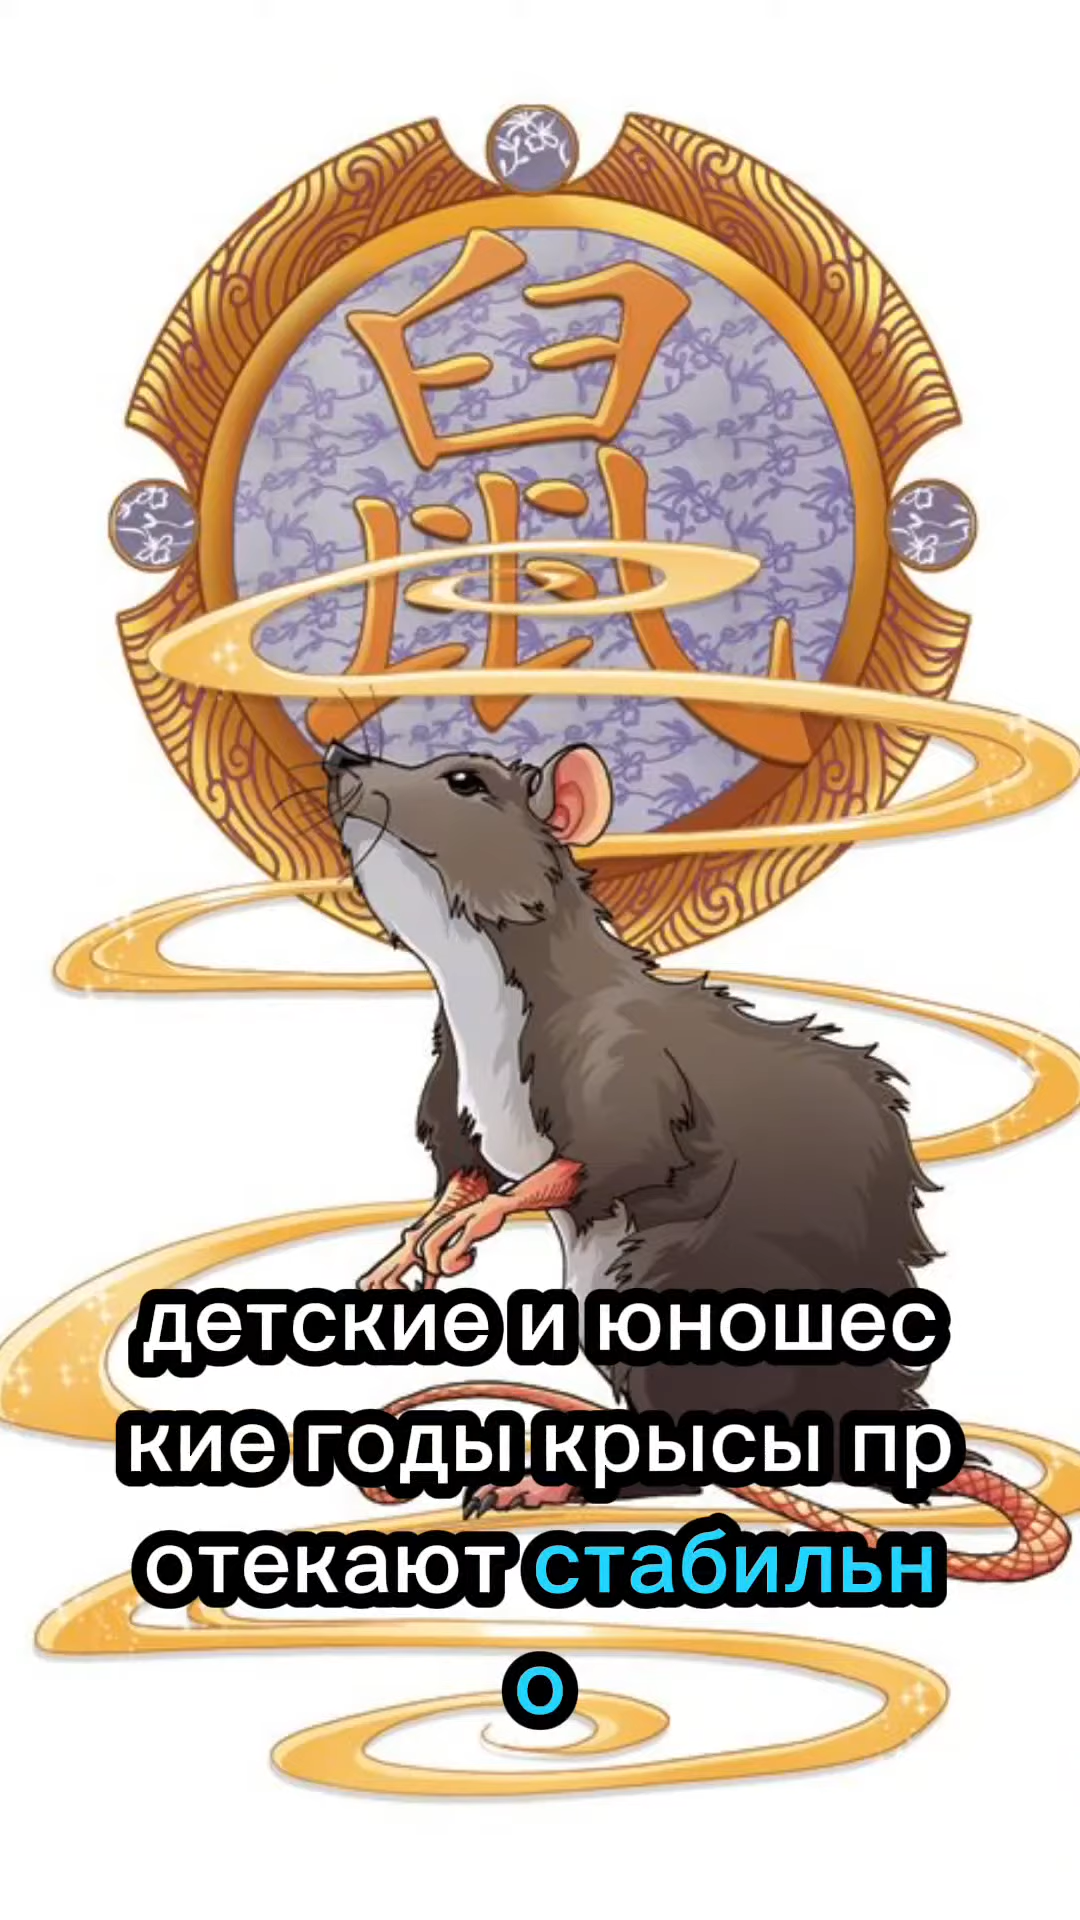 鼠
детские и юношес
кие годы крысы пр
отекают стабильн
о